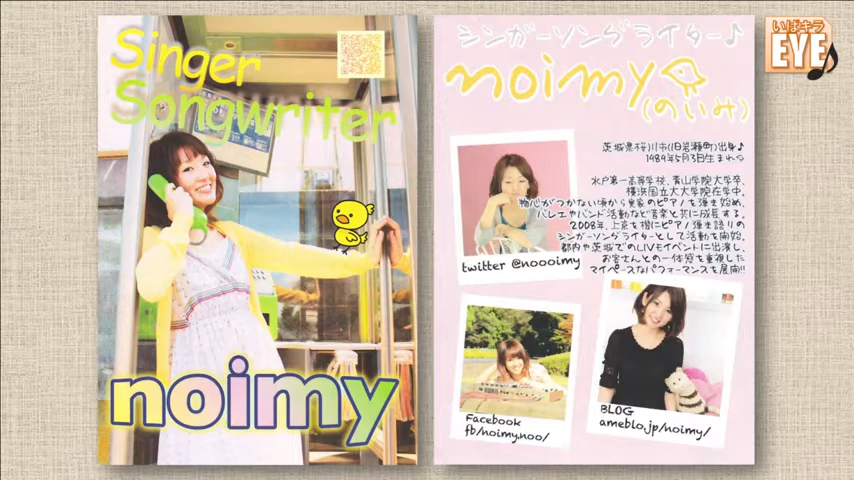 Singer
Songwriter
noimy
シンガーソングライター♪
noimy
(のいみ)
茨城県桜川市(旧岩瀬町)出身♪
1984年5月3日生まれ♡
水戸第一高等学校、青山学院大学卒、
横浜国立大大学院在学中。
物心がつかない頃から実家のピアノを弾き始め、
バレエやバンド活動など音楽と共に成長する。
2008年、上京を機にピアノ弾き語りの
シンガーソングライターとして活動を開始。
都内や茨城でのLIVEイベントに出演し、
お客さんとの一体感を重視した
マイペースなパフォーマンスを展開!!
twitter @noooimy
Facebook
fb/noimy.noo/
BLOG
ameblo.jp/noimy/
いばキラ
EYE